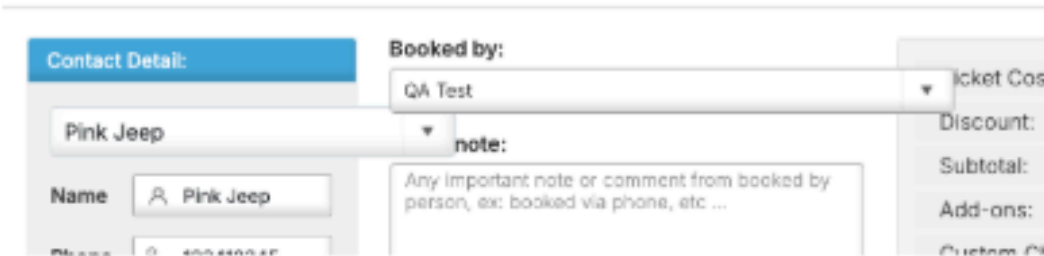 Contact Detail:
Pink Jeep
Name
Pink Jeep
Phone
Booked by:
QA Test
note:
Any important note or comment from booked by
person, ex: booked via phone, etc ...
Discount:
Subtotal:
Add-ons: